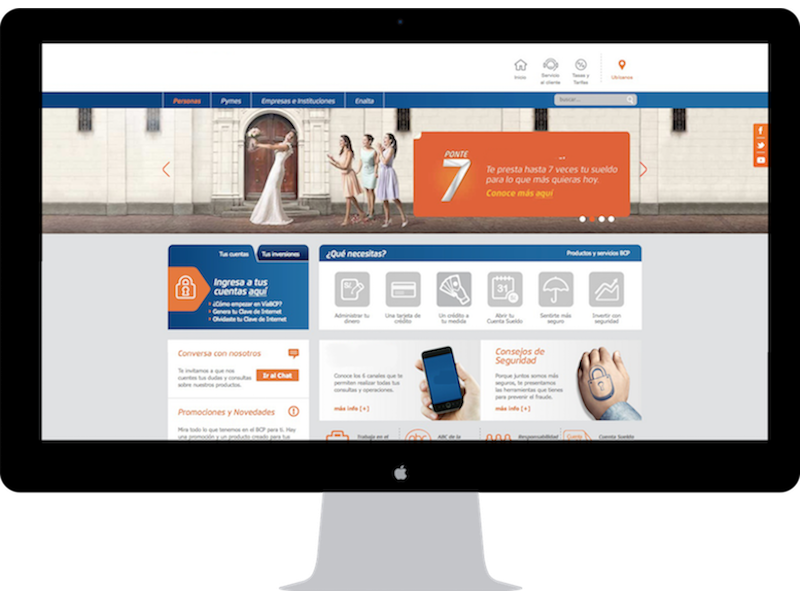 Inicio
Servicio
al cliente
Tasas y
Tarifas
Ubícanos
Personas
Pymes
Empresas e Instituciones
Enalta
Buscar...
PONTE
7
Te presta hasta 7 veces tu sueldo
para lo que más quieras hoy.
Conoce más aquí
Tus cuentas
Tus inversiones
Ingresa a tus
cuentas aquí
¿Cómo empezar en ViaBCP?
Genera tu Clave de Internet
Olvidaste tu Clave de Internet
¿Qué necesitas?
Productos y servicios BCP
31
Administrar tu
dinero
Una tarjeta de
crédito
Un crédito a
tu medida
Abrir tu
Cuenta Sueldo
Sentirte más
seguro
Invertir con
seguridad
Conversa con nosotros
Te invitamos a que nos
cuentes tus dudas y consultas
sobre nuestros productos.
Ir al Chat
Conoce los 6 canales que te
permiten realizar todas tus
consultas y operaciones.
más info [+]
Consejos de
Seguridad
Porque juntos somos más
seguros, te presentamos
las herramientas que tienes
para prevenir el fraude.
más info [+]
Promociones y Novedades
Mira todo lo que tenemos en el BCP para ti. Hay
una promoción y un producto creado para tus
Trabaja en el
abc
ABC de la
Responsabilidad
Cuenta
Cuenta Sueldo